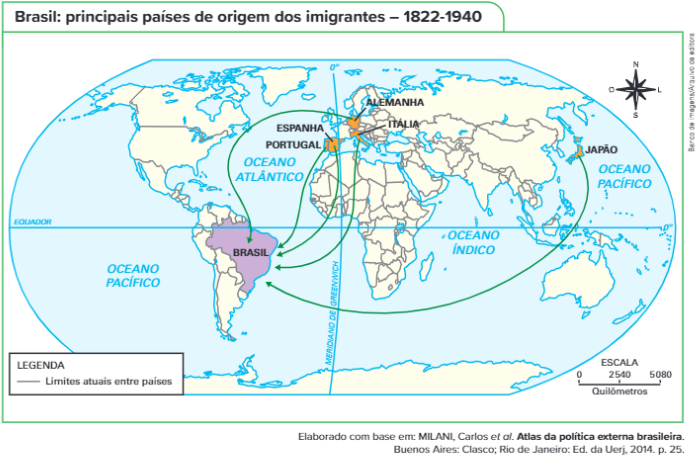 Brasil: principais países de origem dos imigrantes – 1822-1940
Banco de imagens/Arquivo da editora
0°
N
O
L
S
ALEMANHA
ITÁLIA
ESPANHA
PORTUGAL
JAPÃO
OCEANO
ATLÂNTICO
OCEANO
PACÍFICO
EQUADOR
0°
BRASIL
OCEANO
ÍNDICO
OCEANO
PACÍFICO
MERIDIANO DE GREENWICH
LEGENDA
Limites atuais entre países
ESCALA
0 2540 5080
Quilômetros
Elaborado com base em: MILANI, Carlos et al. Atlas da política externa brasileira.
Buenos Aires: Clasco; Rio de Janeiro: Ed. da Uerj, 2014. p. 25.